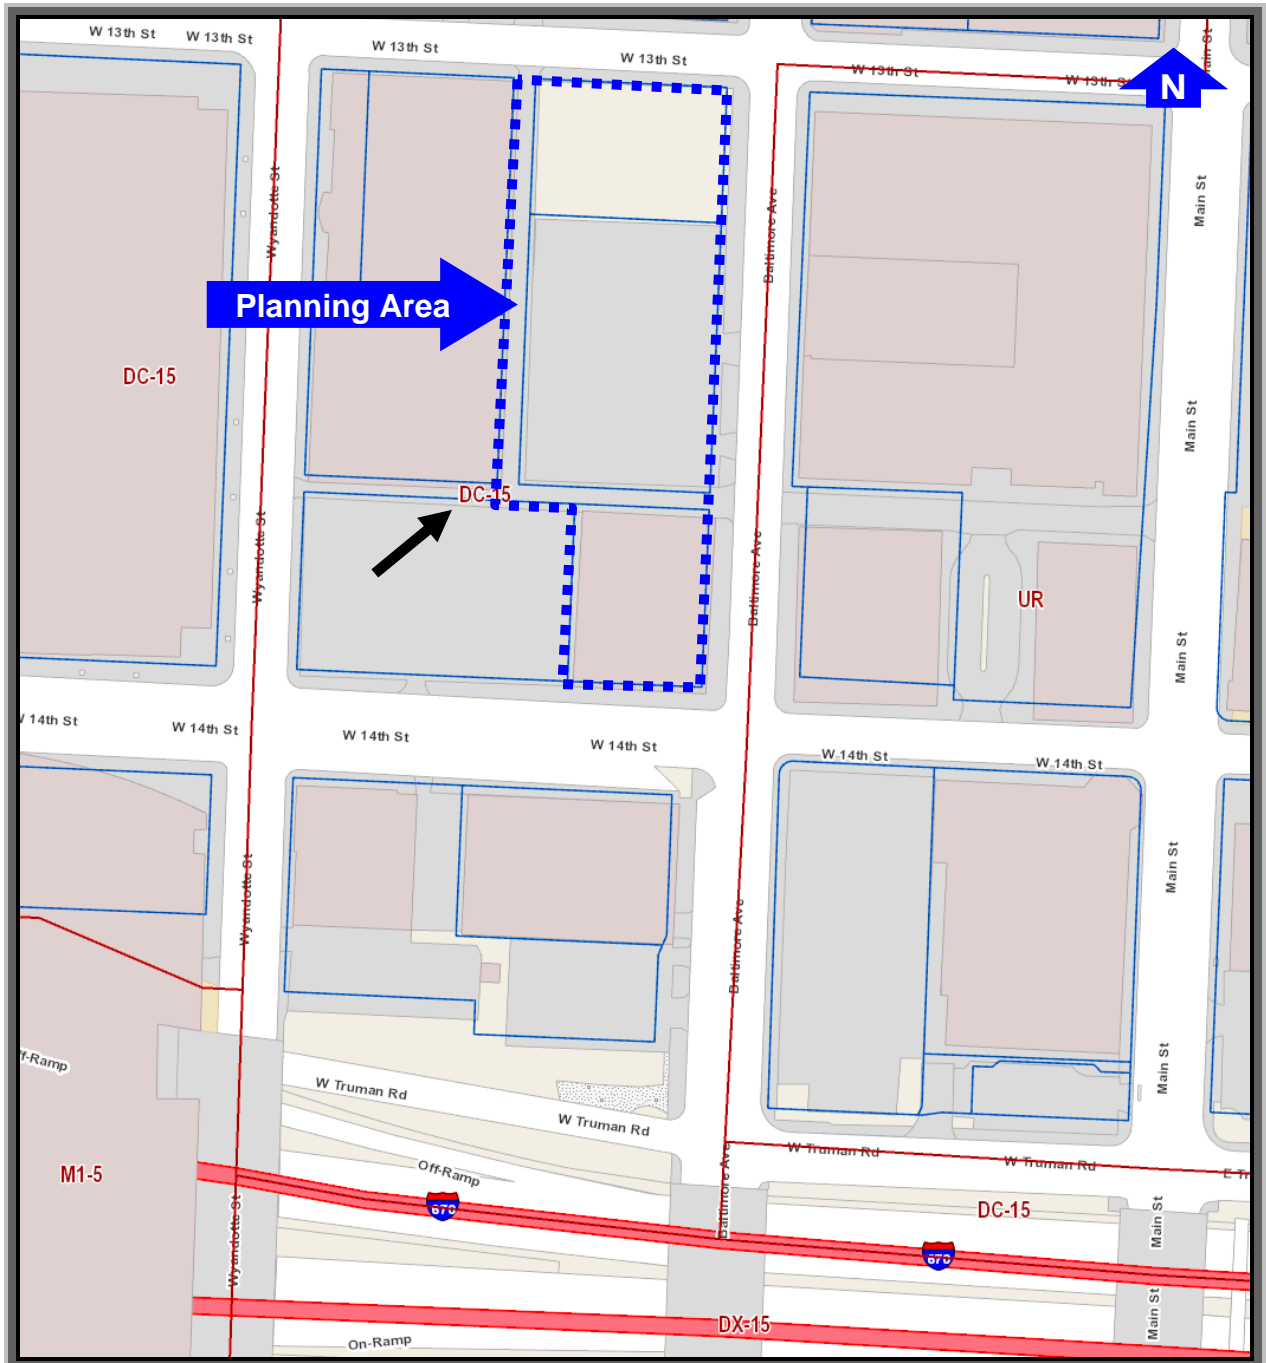 W 13th St
W 13th St
W 13th St
W 13th St
W 13th St
W 13th St
Main St
N
Wyandotte St
Baltimore Ave
Main St
Planning Area
DC-15
Main St
DC-15
Wyandotte St
Baltimore Ave
UR
Main St
W 14th St
W 14th St
W 14th St
W 14th St
W 14th St
W 14th St
Wyandotte St
Main St
Baltimore Ave
ff-Ramp
Main St
W Truman Rd
W Truman Rd
W Truman Rd
W Truman Rd
E Tr
M1-5
Off-Ramp
Baltimore Ave
670
DC-15
Main St
Wyandotte St
670
DX-15
Main St
On-Ramp